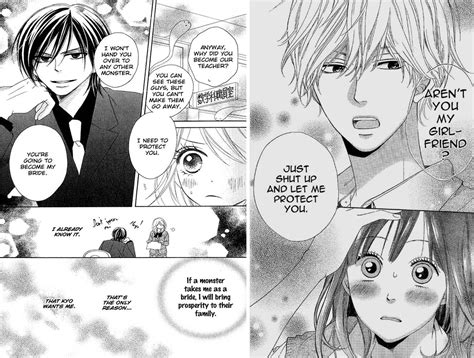 ANYWAY,
WHY DID YOU
BECOME OUR
TEACHER?
YOU CAN
SEE THESE
GUYS, BUT
YOU CAN'T
MAKE THEM
GO AWAY.
I NEED TO
PROTECT
YOU.
I WON'T
HAND YOU
OVER TO
ANY OTHER
MONSTER.
YOU'RE
GOING TO
BECOME MY
BRIDE.
I ALREADY
KNOW IT.
If a monster
takes me as a
bride, I will bring
prosperity to their
family.
THAT'S
THE ONLY
REASON...
THAT KYO
WANTS ME.
AREN'T
YOU MY
GIRL-
FRIEND?
JUST
SHUT UP
AND LET ME
PROTECT
YOU.